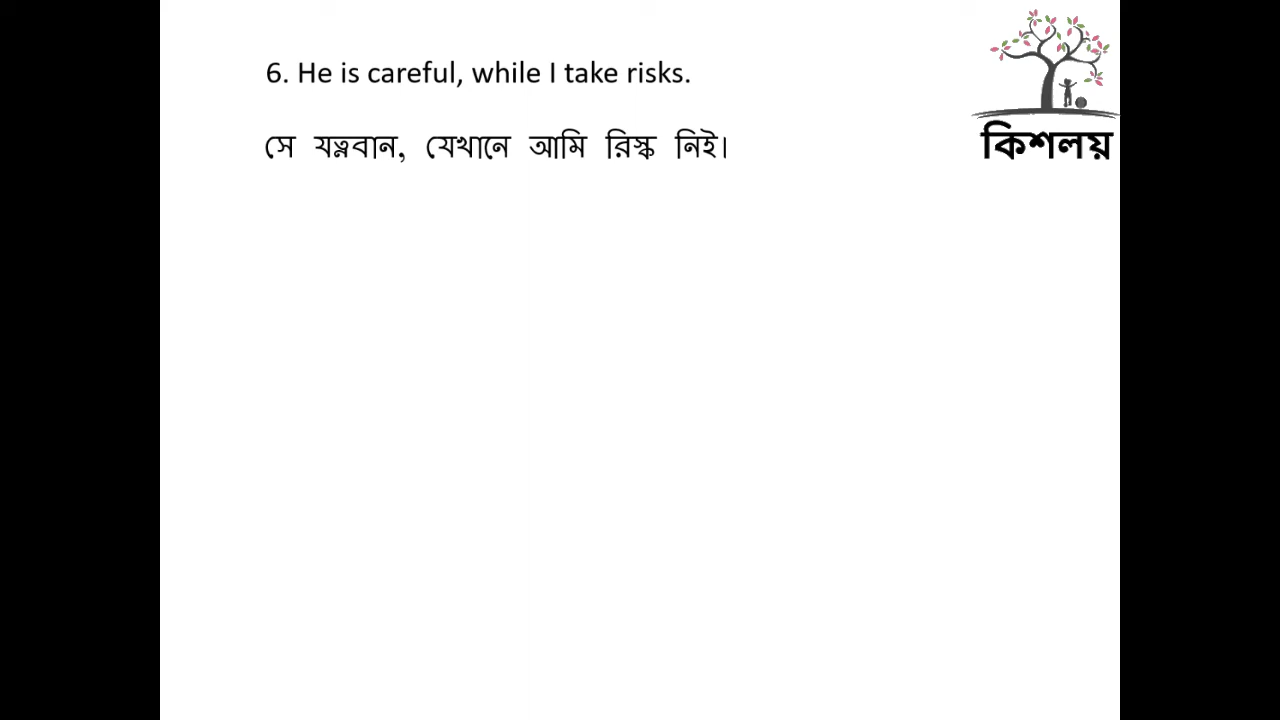 6. He is careful, while I take risks.
সে যত্নবান, যেখানে আমি রিস্ক নিই।
কিশলয়